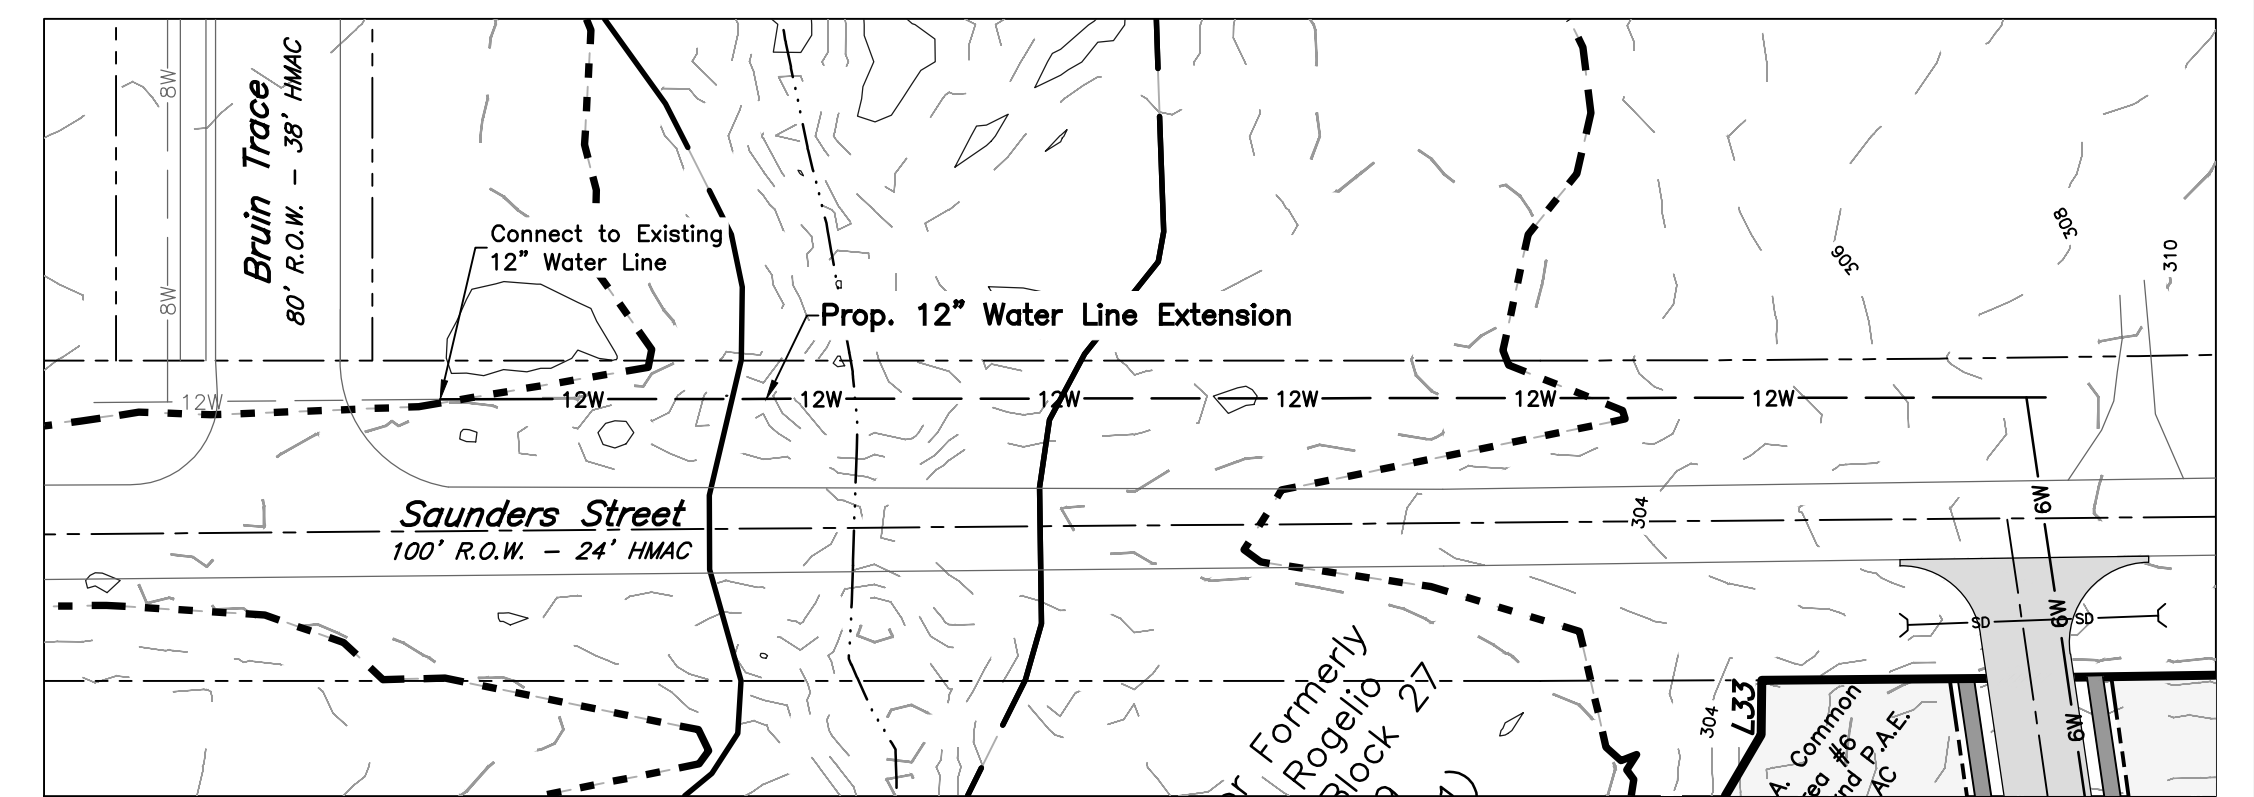 8W
8W
Bruin Trace
80' R.O.W. - 38' HMAC
Connect to Existing
12" Water Line
Prop. 12" Water Line Extension
306
308
310
12W
12W
12W
12W
12W
12W
12W
Saunders Street
100' R.O.W. - 24' HMAC
304
6W
6W
6W
SD
SD
304
L33
Formerly
Rogelio
Block 27
A. Common
#6
P.A.E.
AC